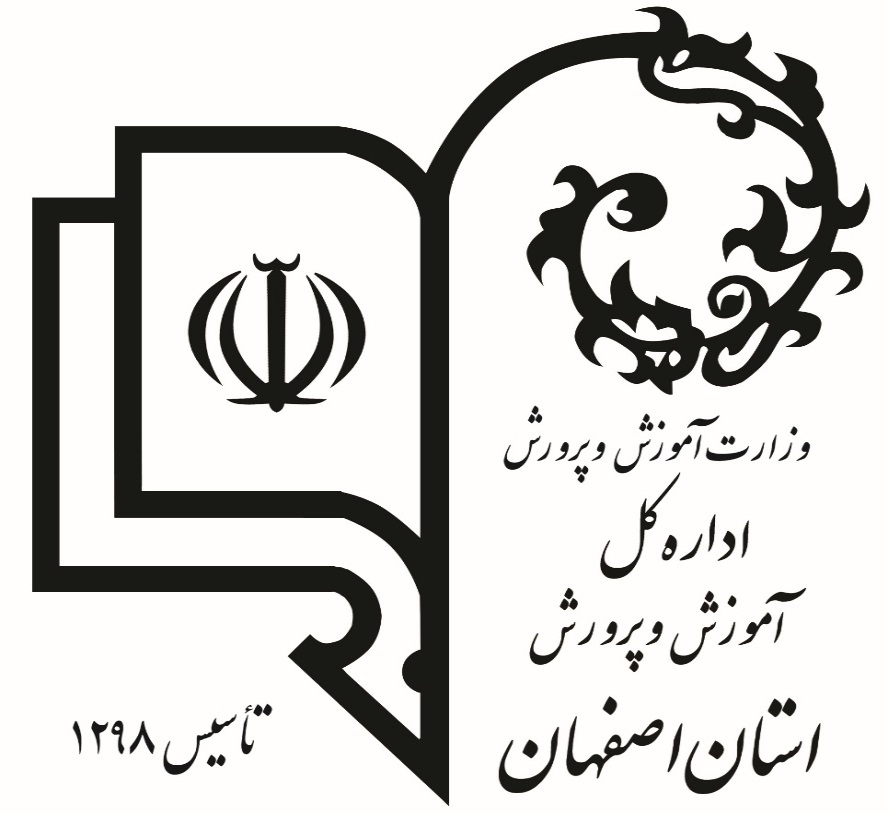 وزارت آموزش و پرورش
اداره کل
آموزش و پرورش
استان اصفهان
تأسیس ۱۲۹۸